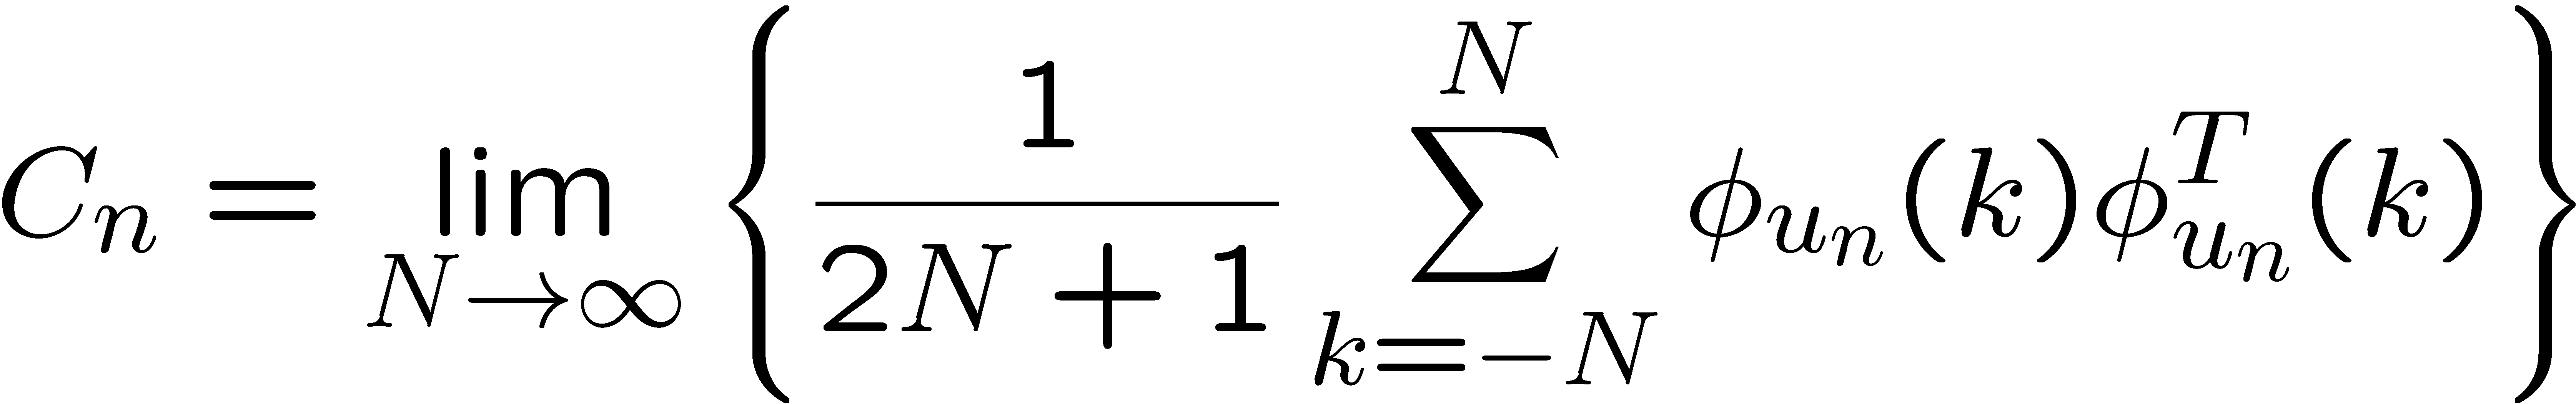 C_n = \lim_{N \to \infty} \left\{ \frac{1}{2N+1} \sum_{k=-N}^{N} \phi_{u_n}(k) \phi_{u_n}^T(k) \right\}